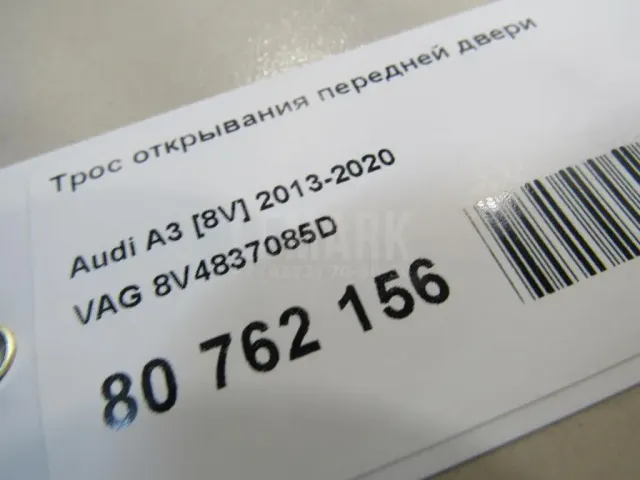 Трос открывания передней двери
Audi A3 [8V] 2013-2020
VAG 8V4837085D
80 762 156